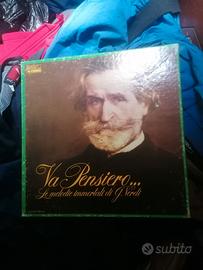 Va Pensiero...
Le melodie immortali di G. Verdi
subito